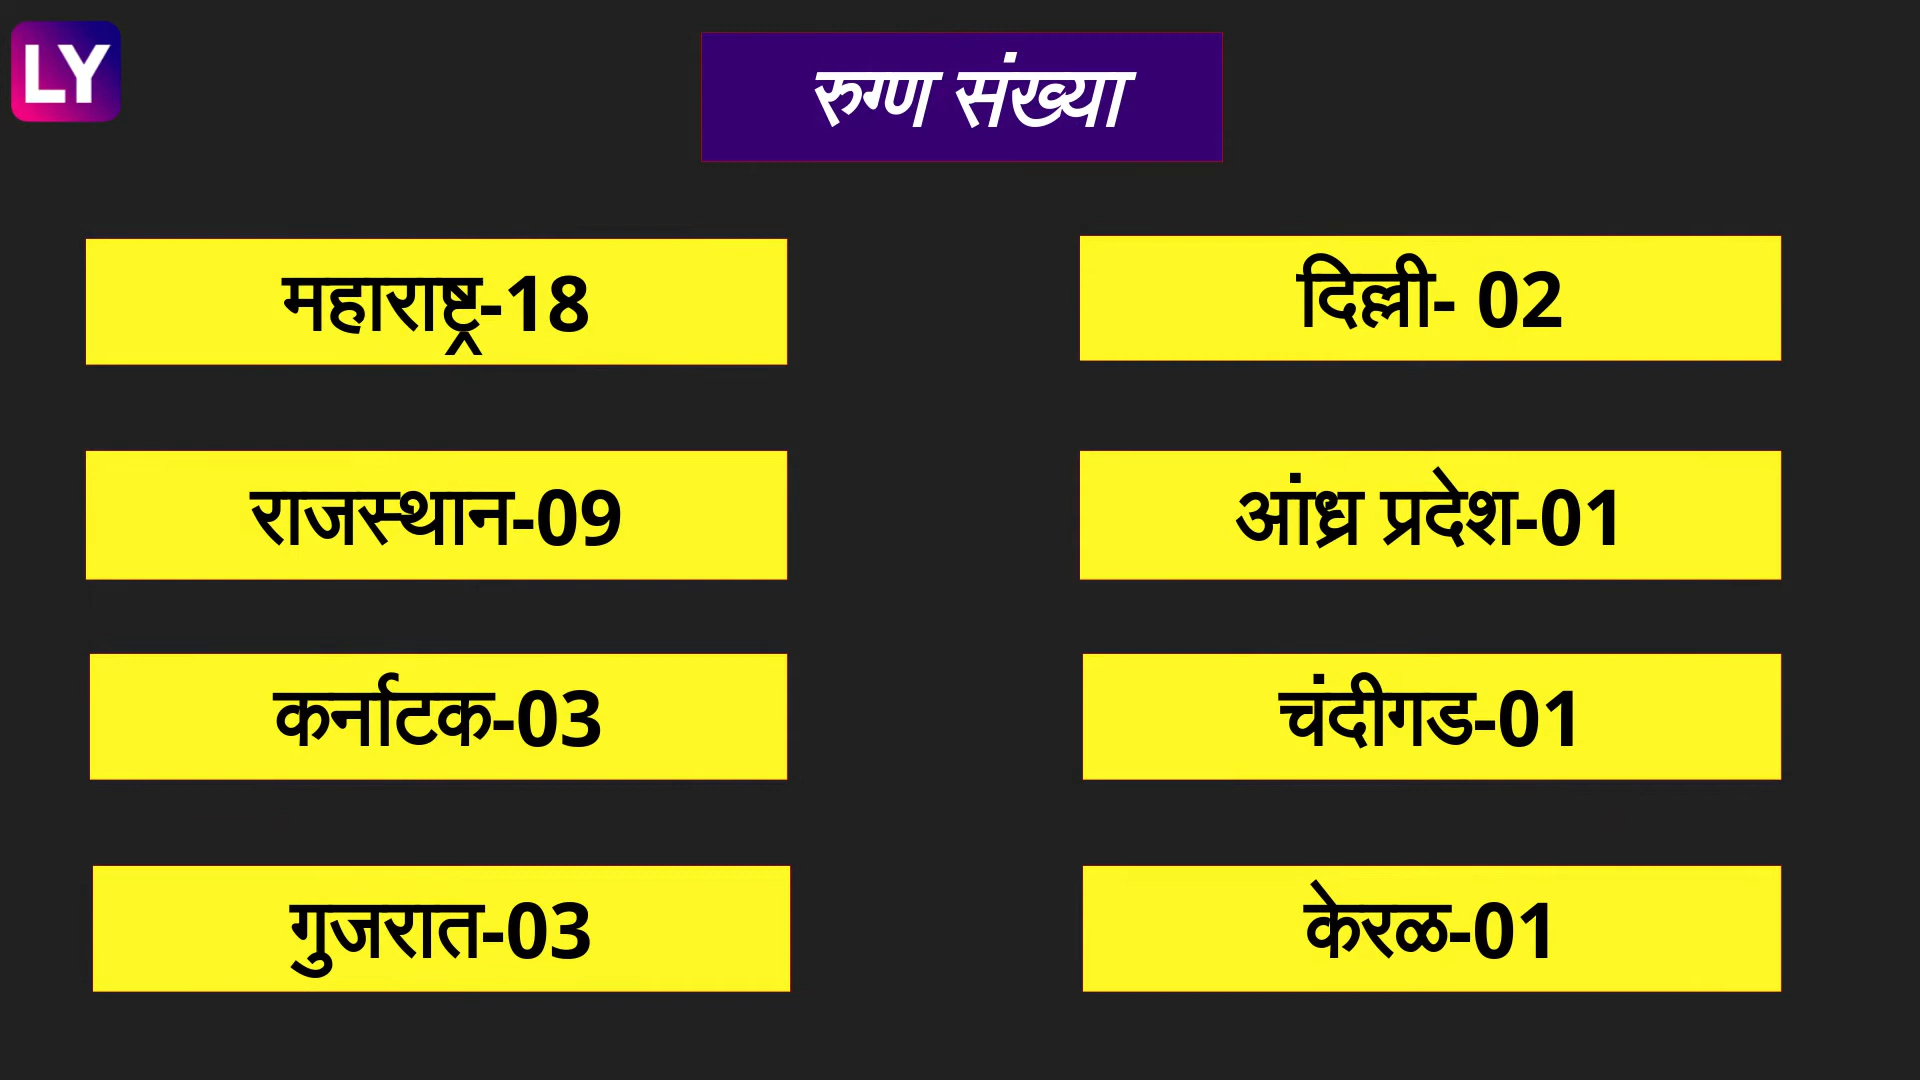 LY
रुग्ण संख्या
महाराष्ट्र-18
दिल्ली- 02
राजस्थान-09
आंध्र प्रदेश-01
कर्नाटक-03
चंदीगड-01
गुजरात-03
केरळ-01